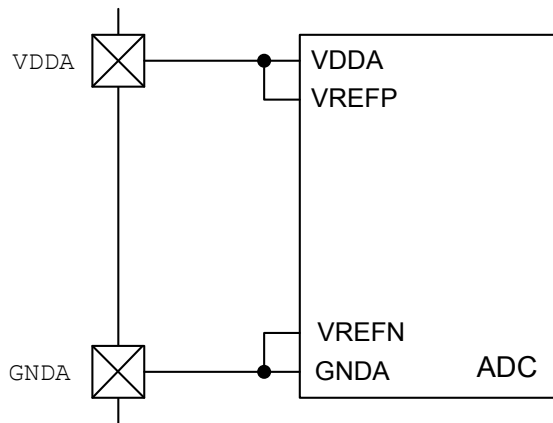 VDDA
VDDA
VREFP
VREFN
GNDA
GNDA
ADC